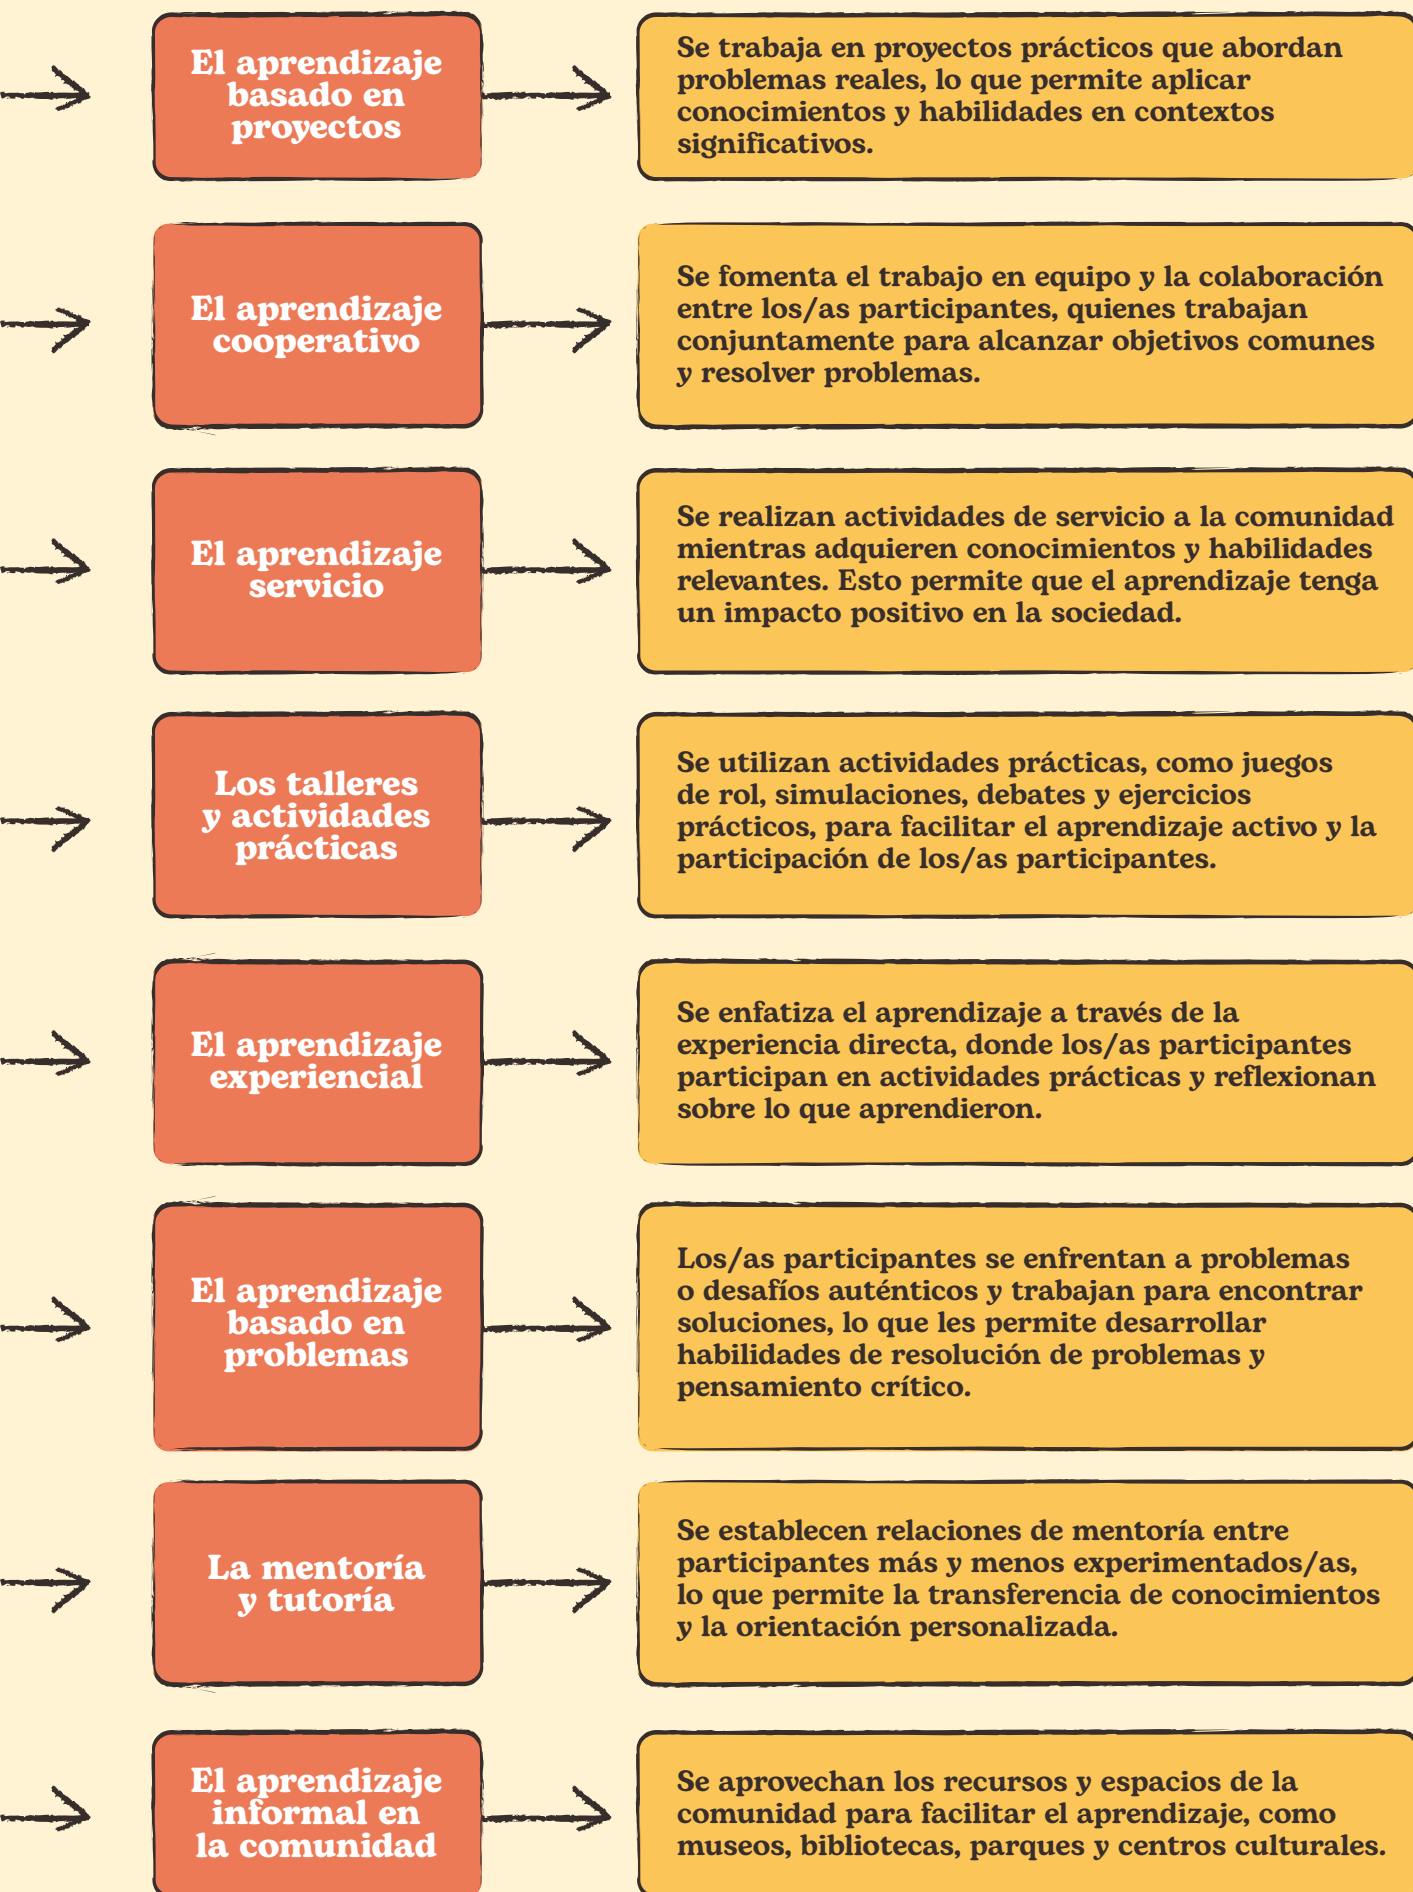 El aprendizaje
basado en
proyectos
Se trabaja en proyectos prácticos que abordan
problemas reales, lo que permite aplicar
conocimientos y habilidades en contextos
significativos.
El aprendizaje
cooperativo
Se fomenta el trabajo en equipo y la colaboración
entre los/as participantes, quienes trabajan
conjuntamente para alcanzar objetivos comunes
y resolver problemas.
El aprendizaje
servicio
Se realizan actividades de servicio a la comunidad
mientras adquieren conocimientos y habilidades
relevantes. Esto permite que el aprendizaje tenga
un impacto positivo en la sociedad.
Los talleres
y actividades
prácticas
Se utilizan actividades prácticas, como juegos
de rol, simulaciones, debates y ejercicios
prácticos, para facilitar el aprendizaje activo y la
participación de los/as participantes.
El aprendizaje
experiencial
Se enfatiza el aprendizaje a través de la
experiencia directa, donde los/as participantes
participan en actividades prácticas y reflexionan
sobre lo que aprendieron.
El aprendizaje
basado en
problemas
Los/as participantes se enfrentan a problemas
o desafíos auténticos y trabajan para encontrar
soluciones, lo que les permite desarrollar
habilidades de resolución de problemas y
pensamiento crítico.
La mentoría
y tutoría
Se establecen relaciones de mentoría entre
participantes más y menos experimentados/as,
lo que permite la transferencia de conocimientos
y la orientación personalizada.
El aprendizaje
informal en
la comunidad
Se aprovechan los recursos y espacios de la
comunidad para facilitar el aprendizaje, como
museos, bibliotecas, parques y centros culturales.